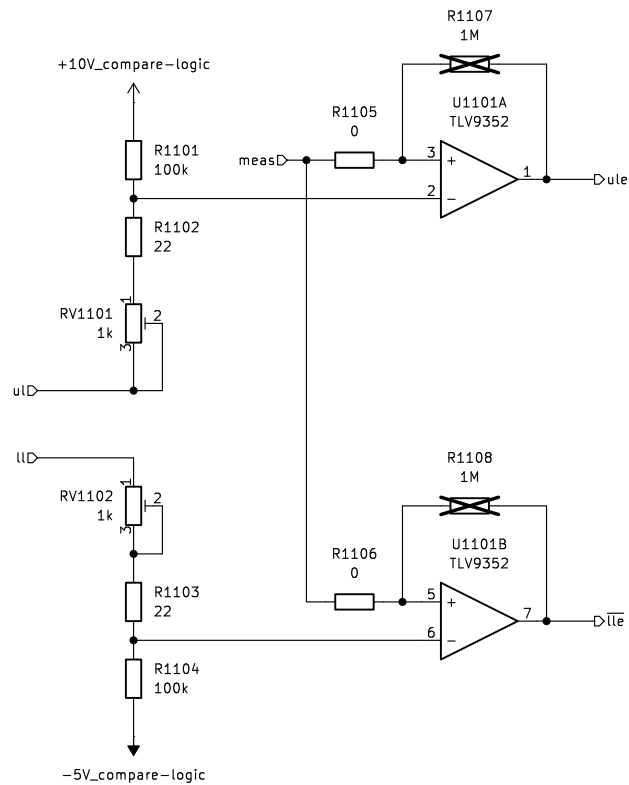 R1107
1M
+10V_compare-logic
U1101A
TLV9352
R1105
0
R1101
100k
meas
3
+
1
ule
2
−
R1102
22
1
RV1101
2
1k
3
ul
ll
R1108
1M
1
RV1102
2
1k
3
U1101B
TLV9352
R1106
0
R1103
22
5
+
7
lle
6
−
R1104
100k
-5V_compare-logic